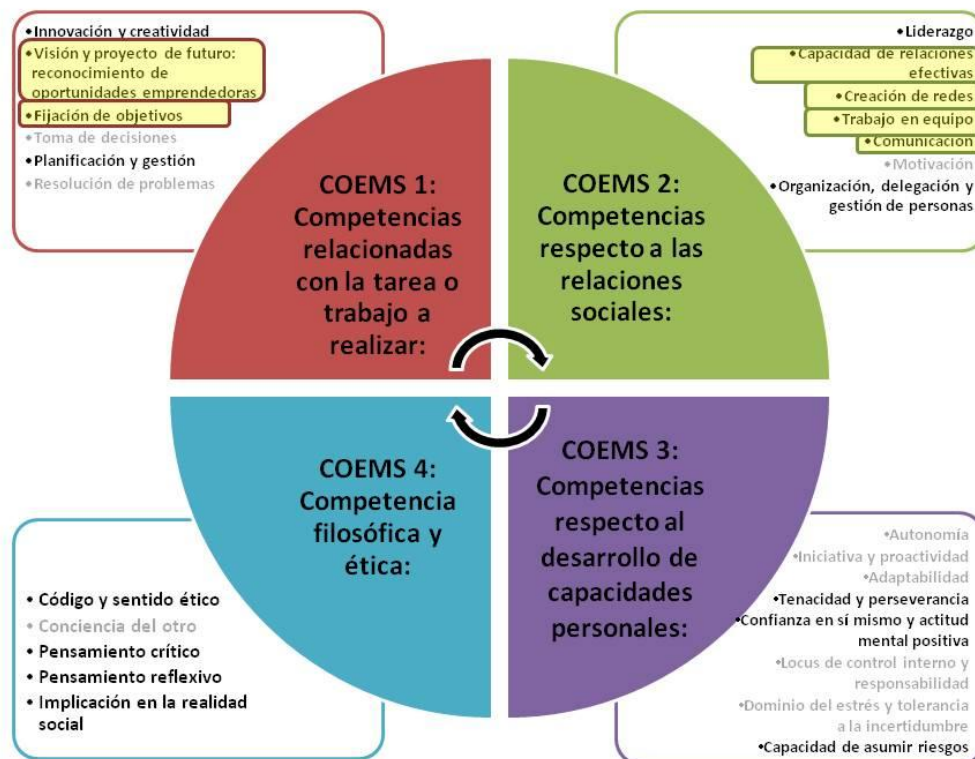 •Innovación y creatividad
•Visión y proyecto de futuro:
reconocimiento de
oportunidades emprendedoras
•Fijación de objetivos
•Toma de decisiones
•Planificación y gestión
•Resolución de problemas
•Liderazgo
•Capacidad de relaciones
efectivas
•Creación de redes
•Trabajo en equipo
•Comunicación
•Motivación
•Organización, delegación y
gestión de personas
COEMS 1:
Competencias
relacionadas
con la tarea o
trabajo a
realizar:
COEMS 2:
Competencias
respecto a las
relaciones
sociales:
COEMS 4:
Competencia
filosófica y
ética:
COEMS 3:
Competencias
respecto al
desarrollo de
capacidades
personales:
• Código y sentido ético
• Conciencia del otro
• Pensamiento crítico
• Pensamiento reflexivo
• Implicación en la realidad
social
•Autonomía
•Iniciativa y proactividad
•Adaptabilidad
•Tenacidad y perseverancia
•Confianza en sí mismo y actitud
mental positiva
•Locus de control interno y
responsabilidad
•Dominio del estrés y tolerancia
a la incertidumbre
•Capacidad de asumir riesgos